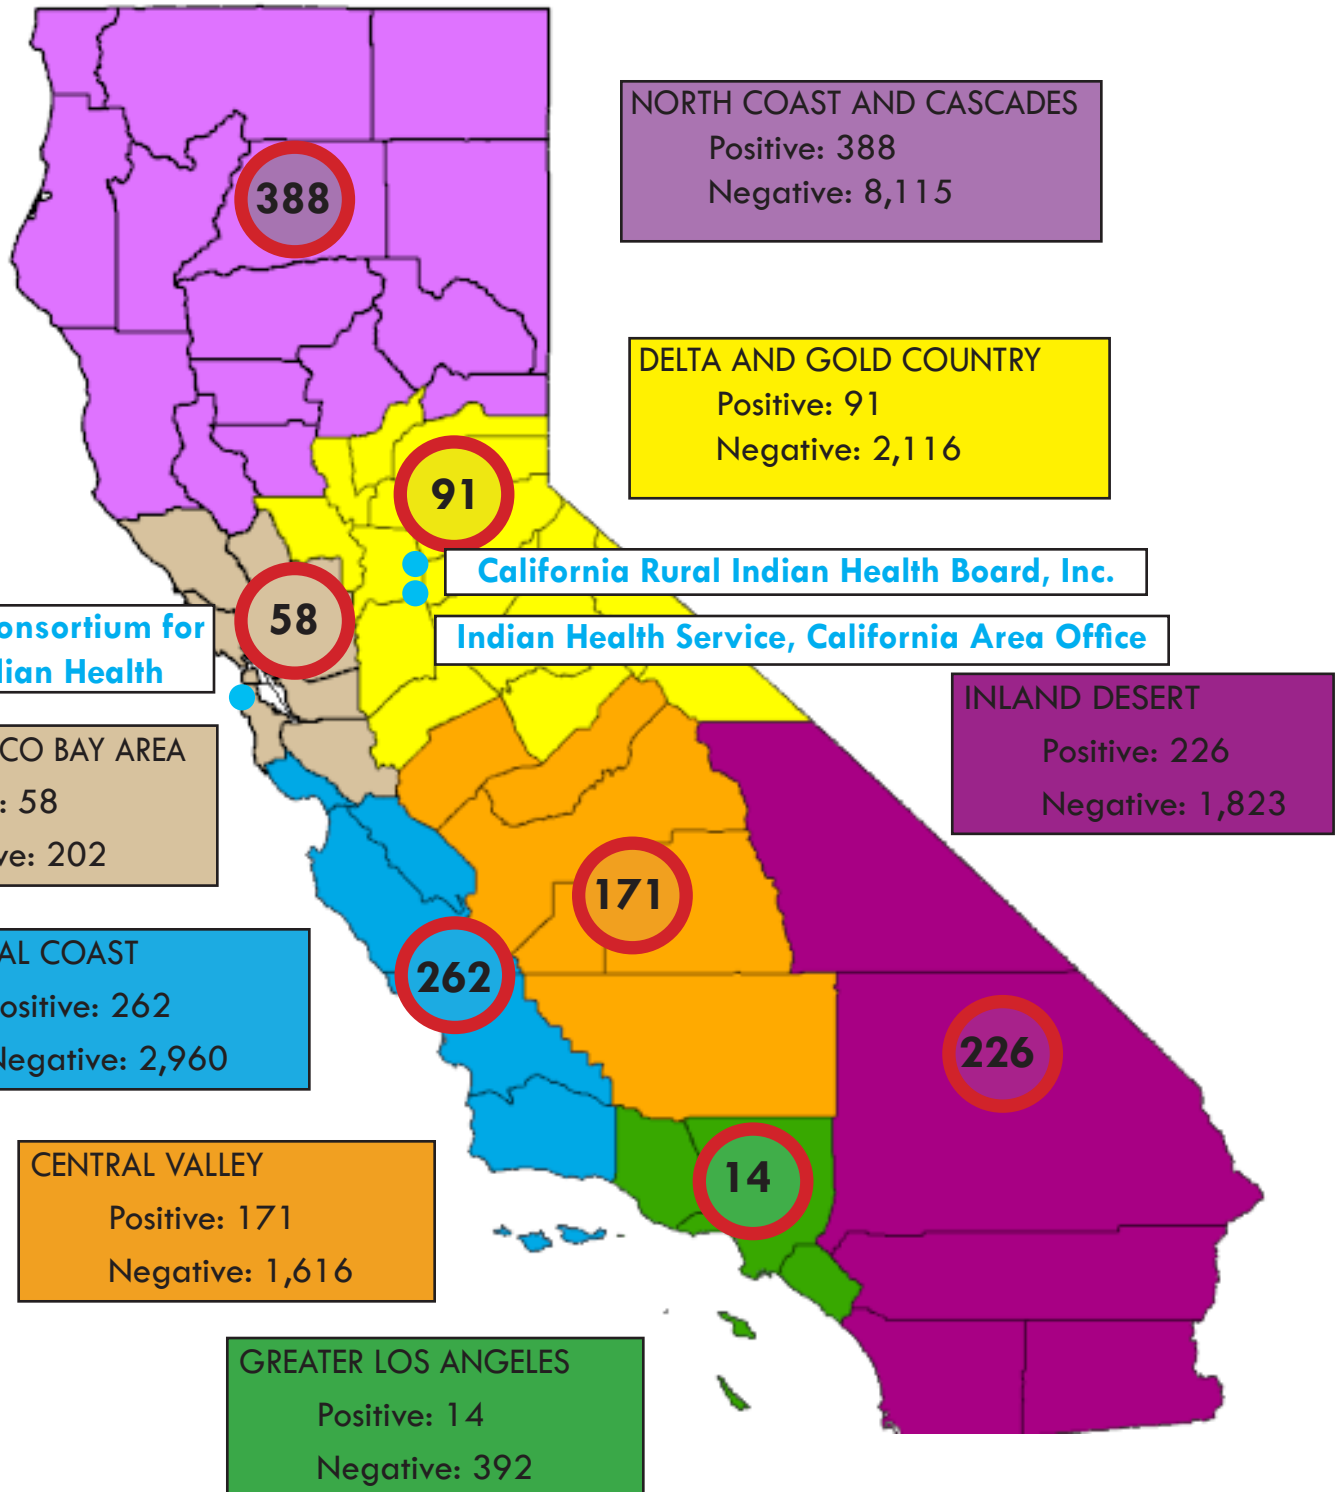 NORTH COAST AND CASCADES
Positive: 388
Negative: 8,115
388
DELTA AND GOLD COUNTRY
Positive: 91
Negative: 2,116
91
California Rural Indian Health Board, Inc.
58
onsortium for
Indian Health Service, California Area Office
dian Health
INLAND DESERT
Positive: 226
Negative: 1,823
CO BAY AREA
: 58
ve: 202
171
AL COAST
ositive: 262
Negative: 2,960
262
226
CENTRAL VALLEY
Positive: 171
Negative: 1,616
14
GREATER LOS ANGELES
Positive: 14
Negative: 392